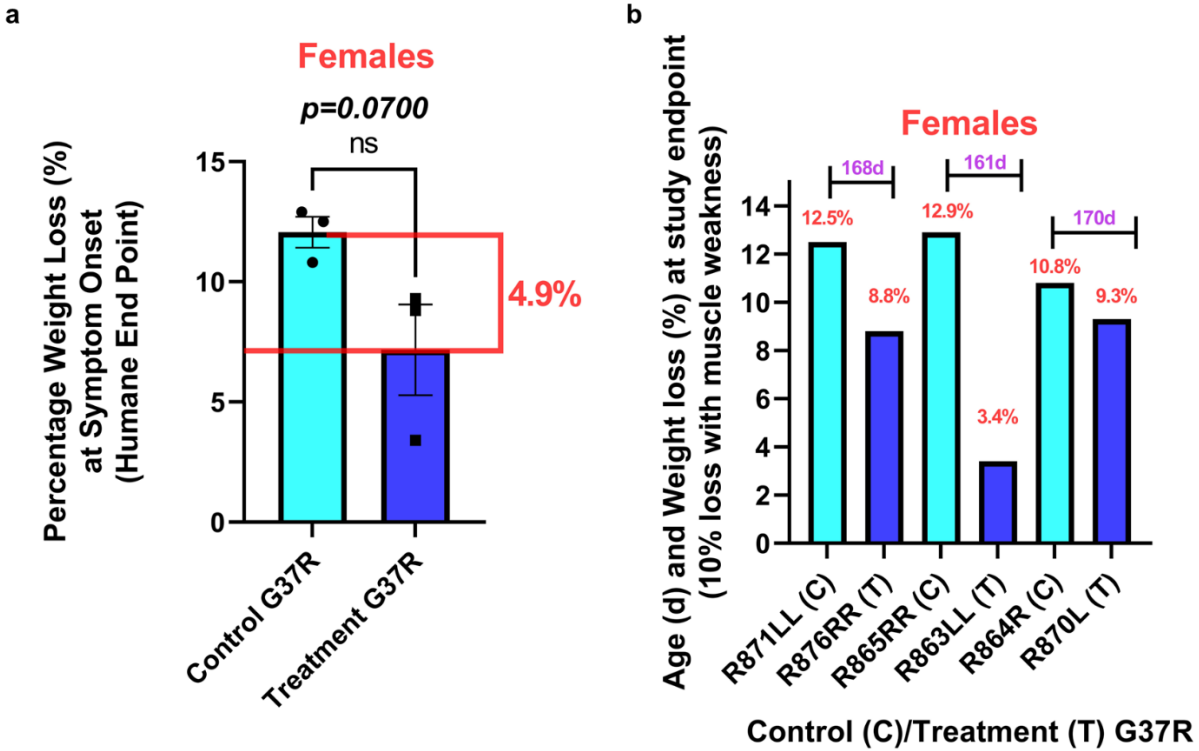 a
Females
p=0.0700
ns
Percentage Weight Loss (%)
at Symptom Onset
(Humane End Point)
15
10
5
0
4.9%
Control G37R
Treatment G37R
b
Females
Age (d) and Weight loss (%) at study endpoint
(10% loss with muscle weakness)
168d
161d
170d
14
12
10
8
6
4
2
0
12.5%
8.8%
12.9%
3.4%
10.8%
9.3%
R871LL (C)
R876RR (T)
R865RR (C)
R863LL (T)
R864R (C)
R870L (T)
Control (C)/Treatment (T) G37R